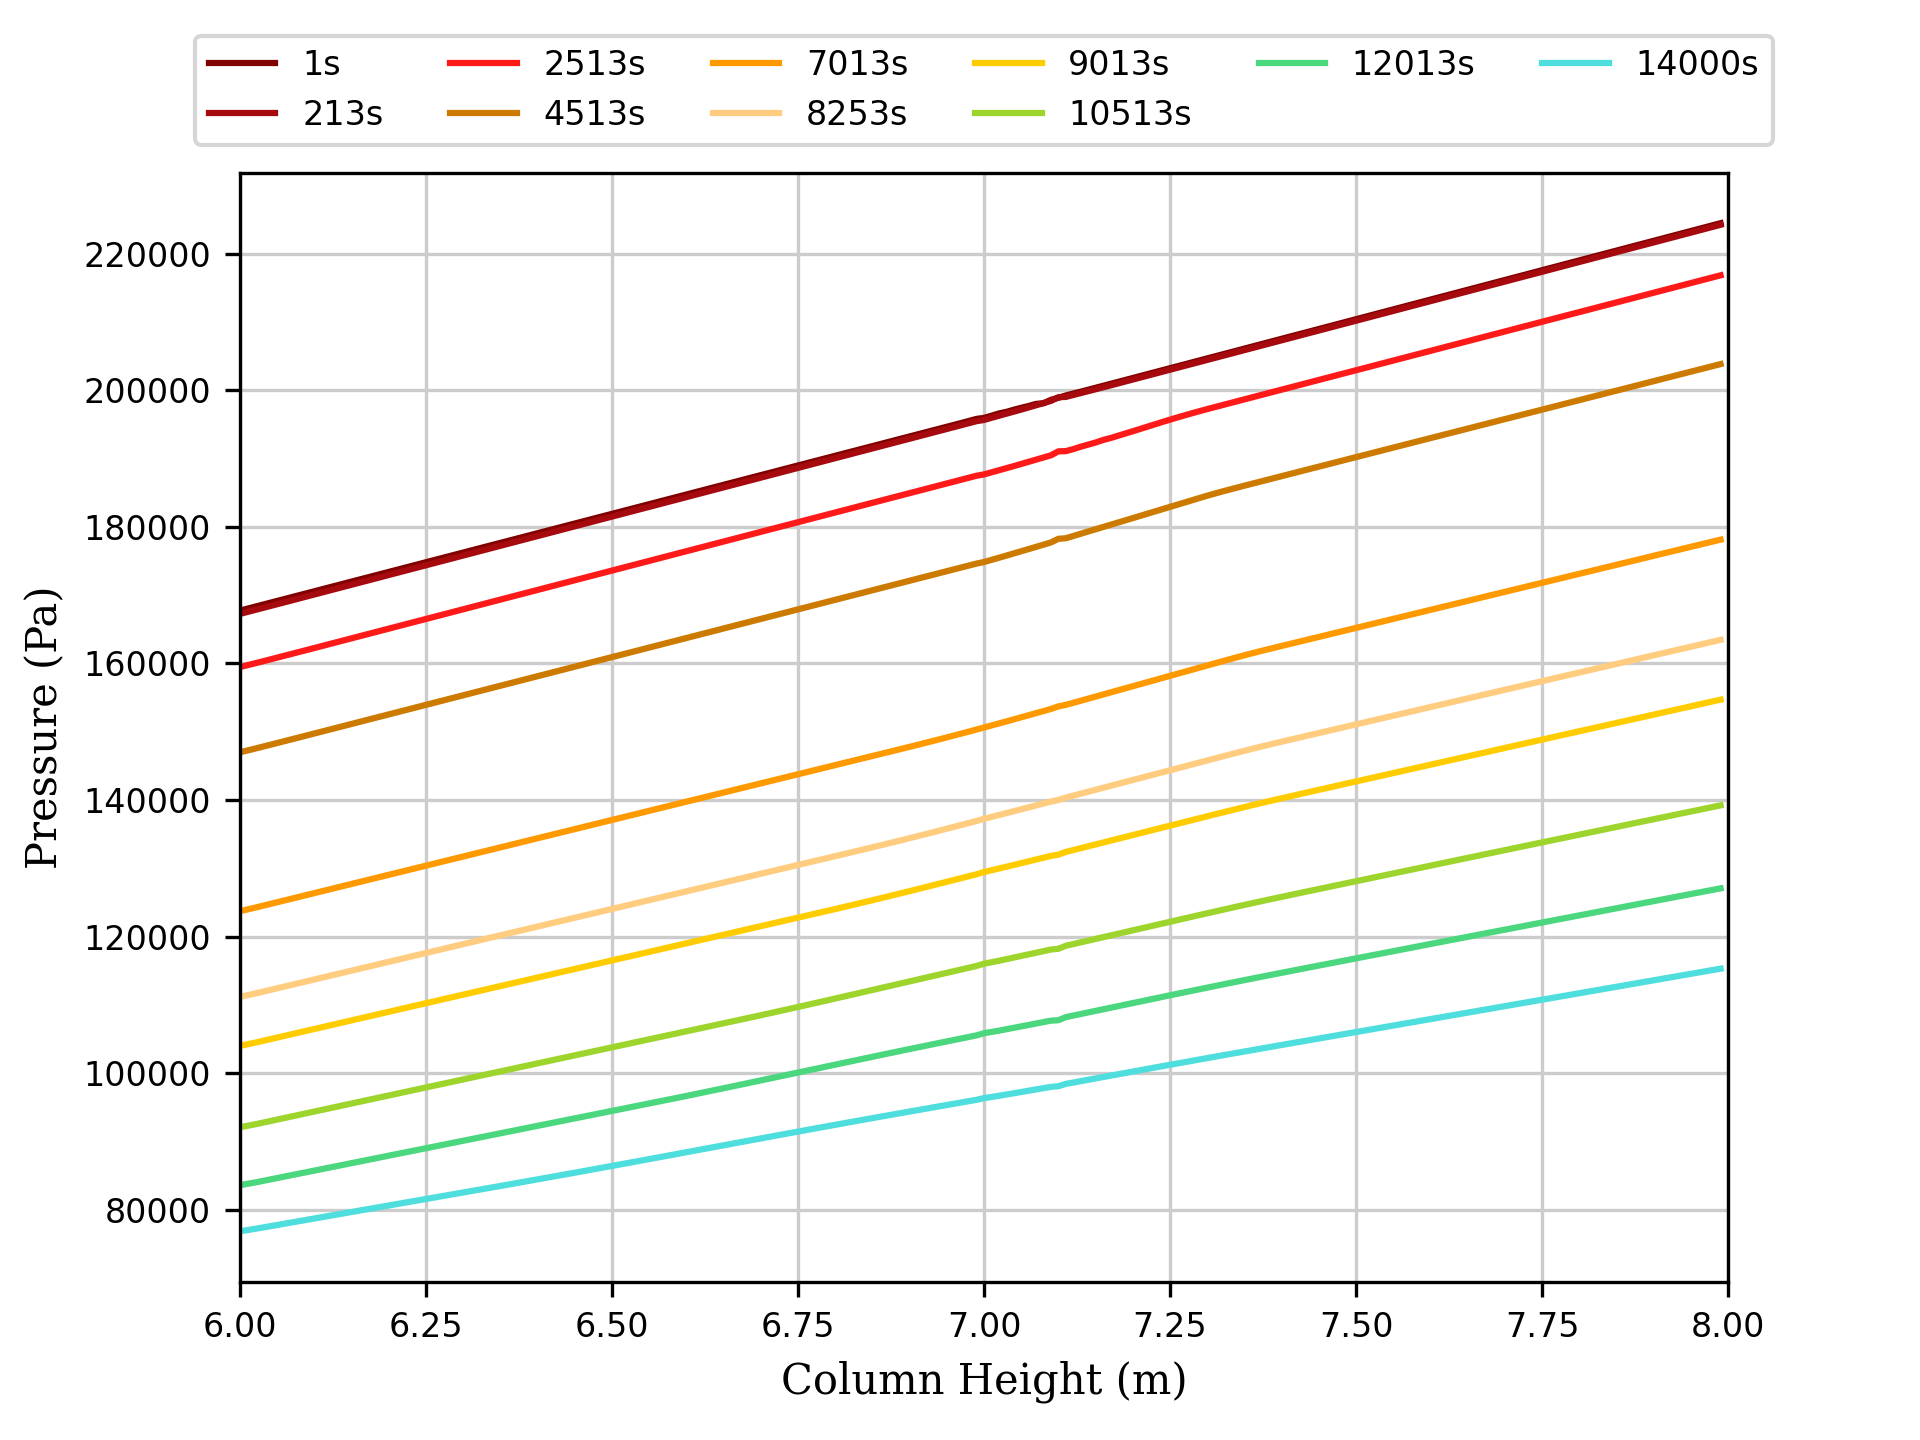 1s 2513s 7013s 9013s 12013s 14000s
213s 4513s 8253s 10513s
220000
200000
180000
160000
140000
120000
100000
80000
Pressure (Pa)
6.00 6.25 6.50 6.75 7.00 7.25 7.50 7.75 8.00
Column Height (m)